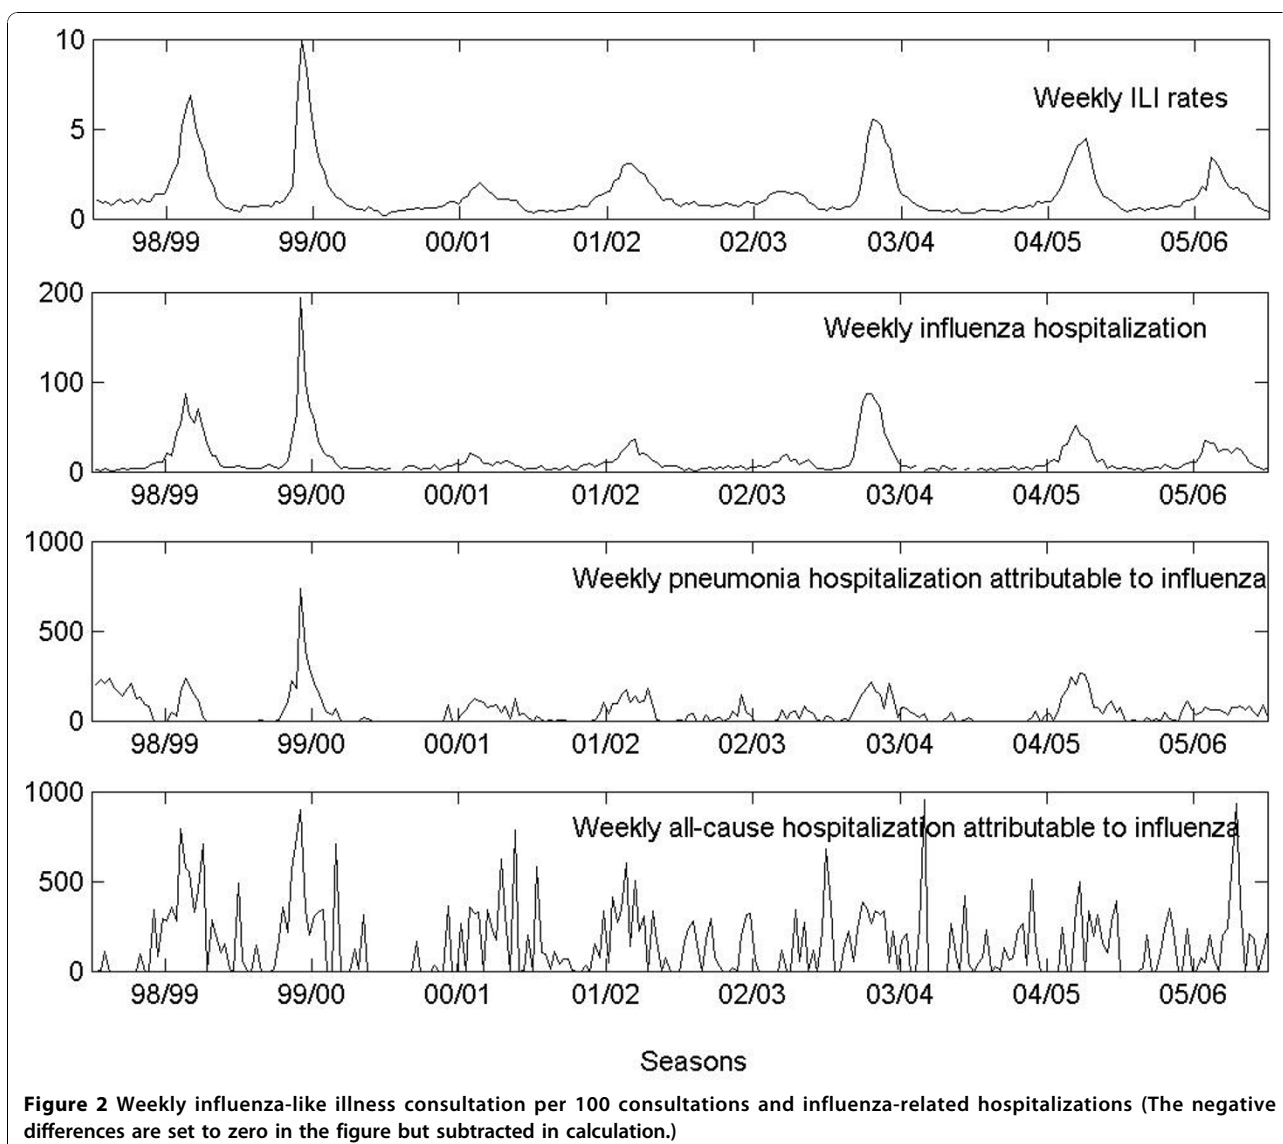 10
5
0
Weekly ILI rates
98/99 99/00 00/01 01/02 02/03 03/04 04/05 05/06
200
100
0
Weekly influenza hospitalization
98/99 99/00 00/01 01/02 02/03 03/04 04/05 05/06
1000
500
0
Weekly pneumonia hospitalization attributable to influenza
98/99 99/00 00/01 01/02 02/03 03/04 04/05 05/06
1000
500
0
Weekly all-cause hospitalization attributable to influenza
98/99 99/00 00/01 01/02 02/03 03/04 04/05 05/06
Seasons
Figure 2 Weekly influenza-like illness consultation per 100 consultations and influenza-related hospitalizations (The negative
differences are set to zero in the figure but subtracted in calculation.)